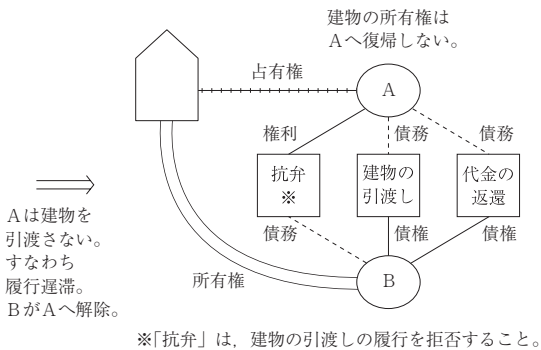 建物の所有権は
Aへ復帰しない。
占有権
A
権利
債務
債務
抗弁
※
建物の
引渡し
代金の
返還
債務
債権
債権
B
所有権
Aは建物を
引渡さない。
すなわち
履行遅滞。
BがAへ解除。
※「抗弁」は，建物の引渡しの履行を拒否すること。